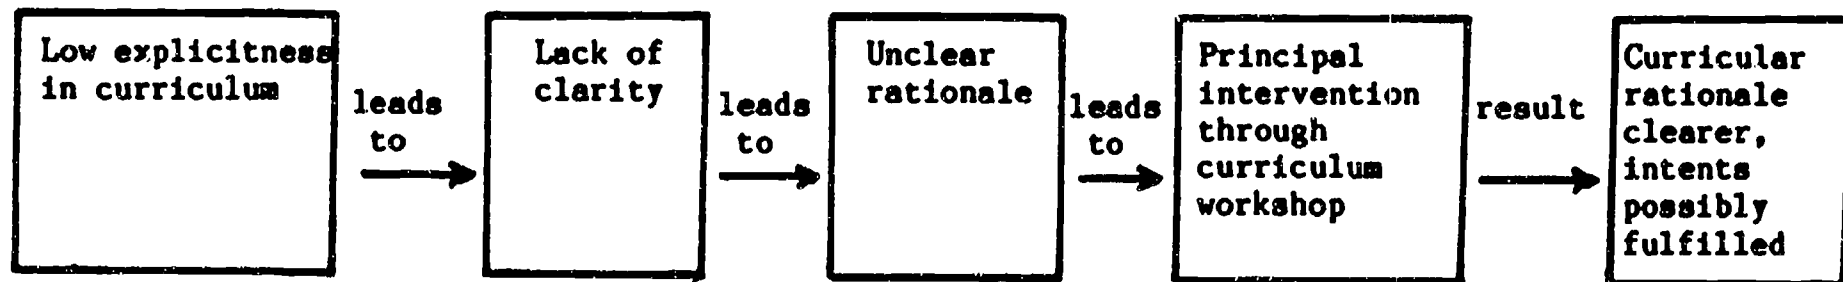 Low explicitness
in curriculum
leads
to
Lack of
clarity
leads
to
Unclear
rationale
leads
to
Principal
intervention
through
curriculum
workshop
result
Curricular
rationale
clearer,
intents
possibly
fulfilled